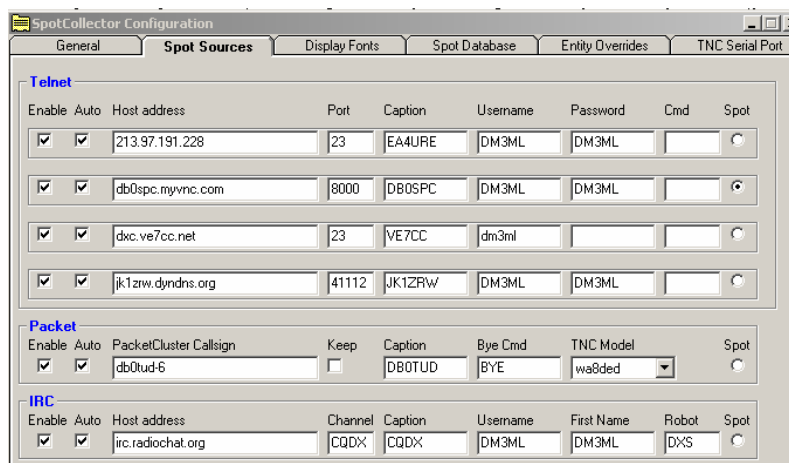 SpotCollector Configuration
General Spot Sources Display Fonts Spot Database Entity Overrides TNC Serial Port
Telnet
Enable Auto Host address Port Caption Username Password Cmd Spot
213.97.191.228 23 EA4URE DM3ML DM3ML
db0spc.myvnc.com 8000 DB0SPC DM3ML DM3ML
dxc.ve7cc.net 23 VE7CC dm3ml
jk1zrw.dyndns.org 41112 JK1ZRW DM3ML DM3ML
Packet
Enable Auto PacketCluster Callsign Keep Caption Bye Cmd TNC Model Spot
db0tud-6 DB0TUD BYE wa8ded
IRC
Enable Auto Host address Channel Caption Username First Name Robot Spot
irc.radiochat.org CQDX CQDX DM3ML DM3ML DXS